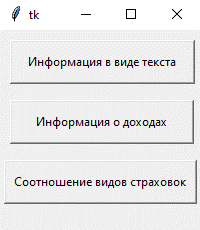 tk
Информация в виде текста
Информация о доходах
Соотношение видов страховок